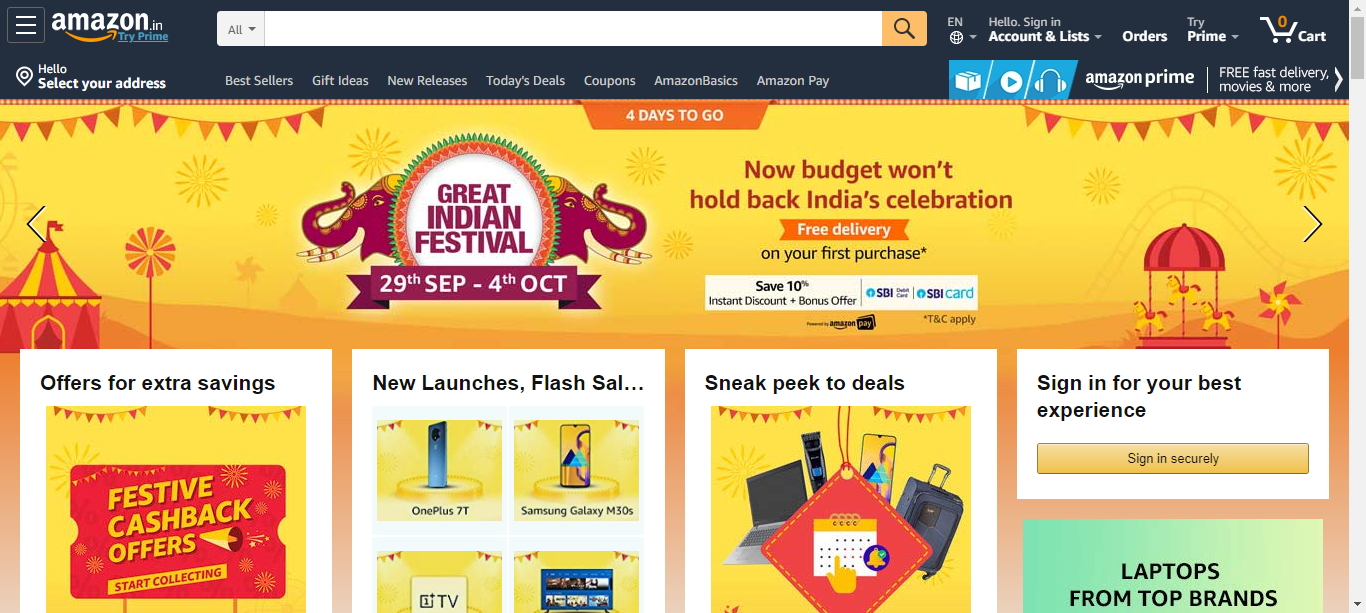 amazon.in
Try Prime
All
EN
Hello. Sign in
Account & Lists
Orders
Try
Prime
0
Cart
Hello
Select your address
Best Sellers
Gift Ideas
New Releases
Today's Deals
Coupons
AmazonBasics
Amazon Pay
amazon prime
FREE fast delivery,
movies & more
4 DAYS TO GO
GREAT
INDIAN
FESTIVAL
29th SEP - 4th OCT
Now budget won't
hold back India's celebration
Free delivery
on your first purchase*
Save 10%
Instant Discount + Bonus Offer
SBI Debit Card
SBI card
Powered by amazon pay
*T&C apply
Offers for extra savings
FESTIVE
CASHBACK
OFFERS
START COLLECTING
New Launches, Flash Sal...
OnePlus 7T
Samsung Galaxy M30s
1+TV
Sneak peek to deals
Sign in for your best
experience
Sign in securely
LAPTOPS
FROM TOP BRANDS